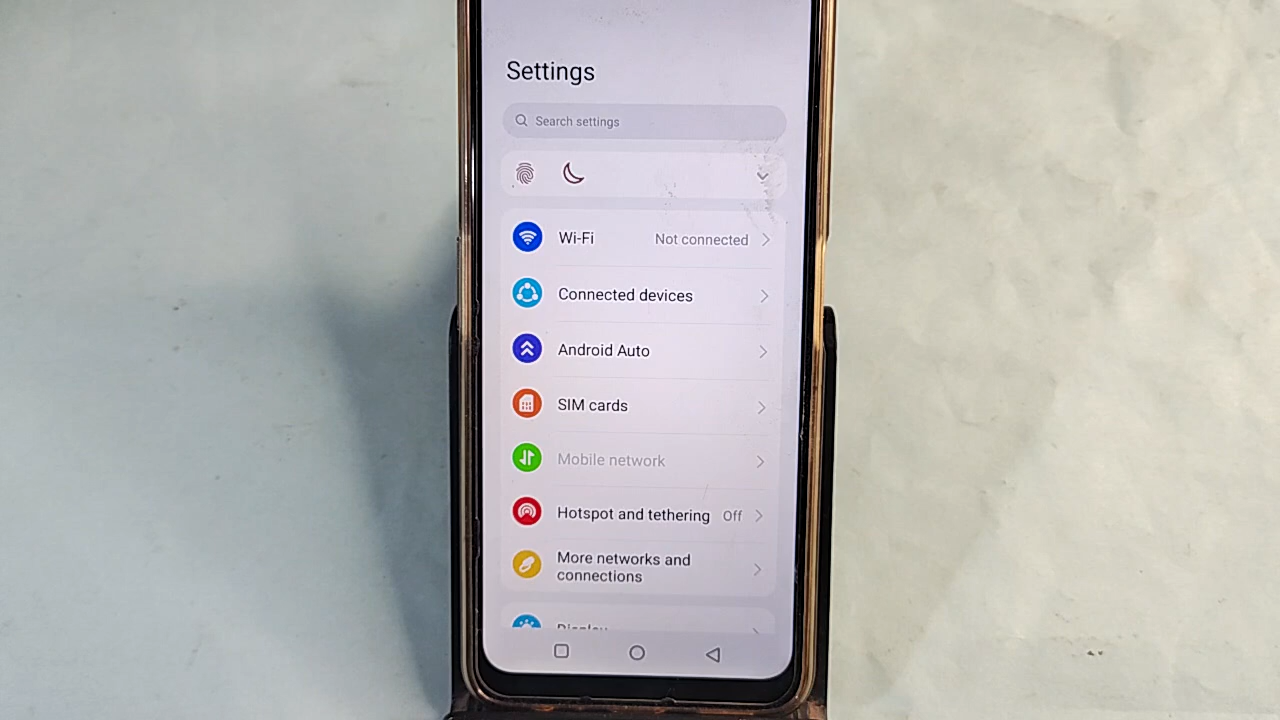 Settings
Search settings
Wi-Fi Not connected
Connected devices
Android Auto
SIM cards
Mobile network
Hotspot and tethering Off
More networks and
connections
Display